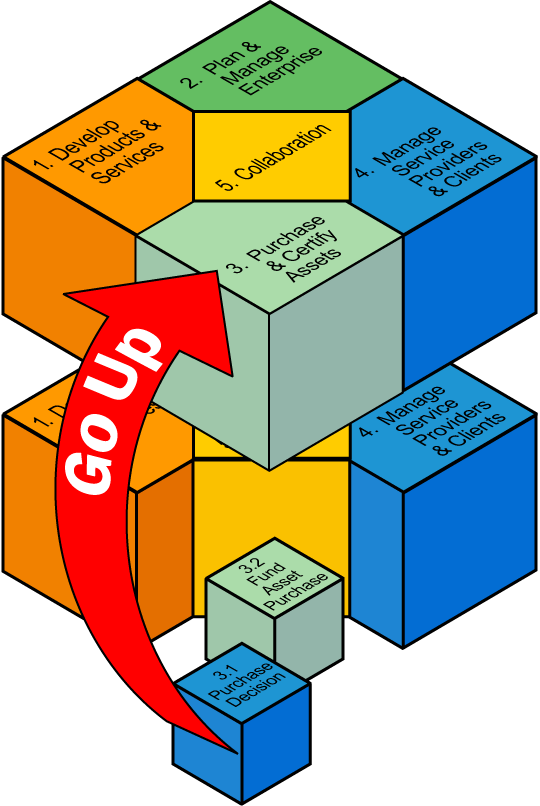 2. Plan &
Manage
Enterprise
1. Develop
Products &
Services
5. Collaboration
4. Manage
Service
Providers
& Clients
3. Purchase
& Certify
Assets
Go Up
1. D
4. Manage
Service
Providers
& Clients
3.2
Fund
Asset
Purchase
3.1
Purchase
Decision